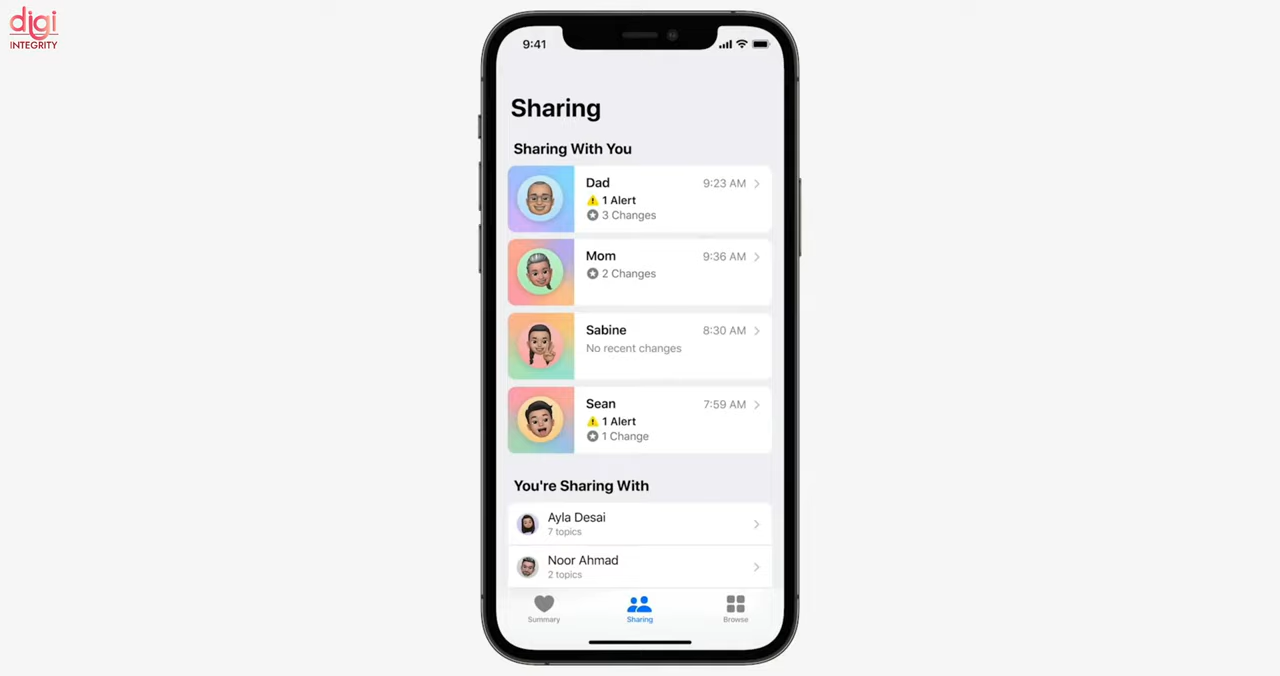 digi
INTEGRITY
9:41
Sharing
Sharing With You
Dad 9:23 AM
1 Alert
3 Changes
Mom 9:36 AM
2 Changes
Sabine 8:30 AM
No recent changes
Sean 7:59 AM
1 Alert
1 Change
You're Sharing With
Ayla Desai
7 topics
Noor Ahmad
2 topics
Summary Sharing Browse